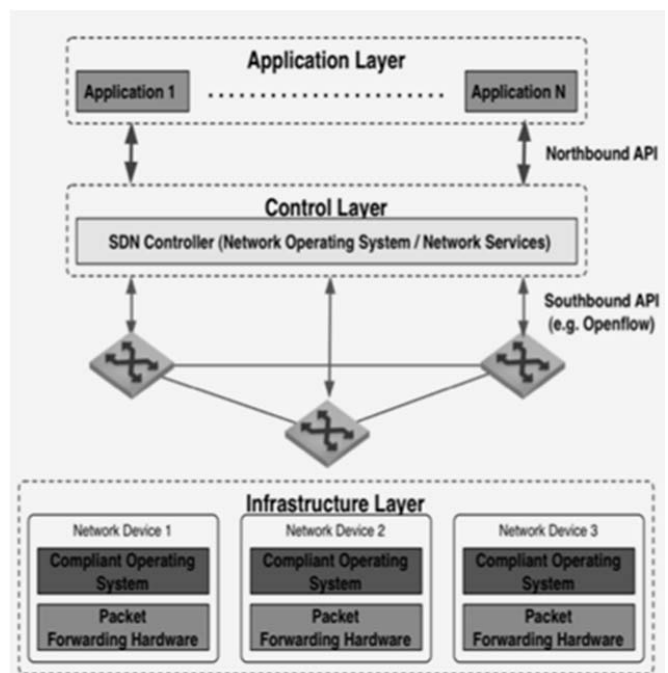 Application Layer
Application 1
Application N
Northbound API
Control Layer
SDN Controller (Network Operating System / Network Services)
Southbound API
(e.g. Openflow)
Infrastructure Layer
Network Device 1
Compliant Operating
System
Packet
Forwarding Hardware
Network Device 2
Compliant Operating
System
Packet
Forwarding Hardware
Network Device 3
Compliant Operating
System
Packet
Forwarding Hardware